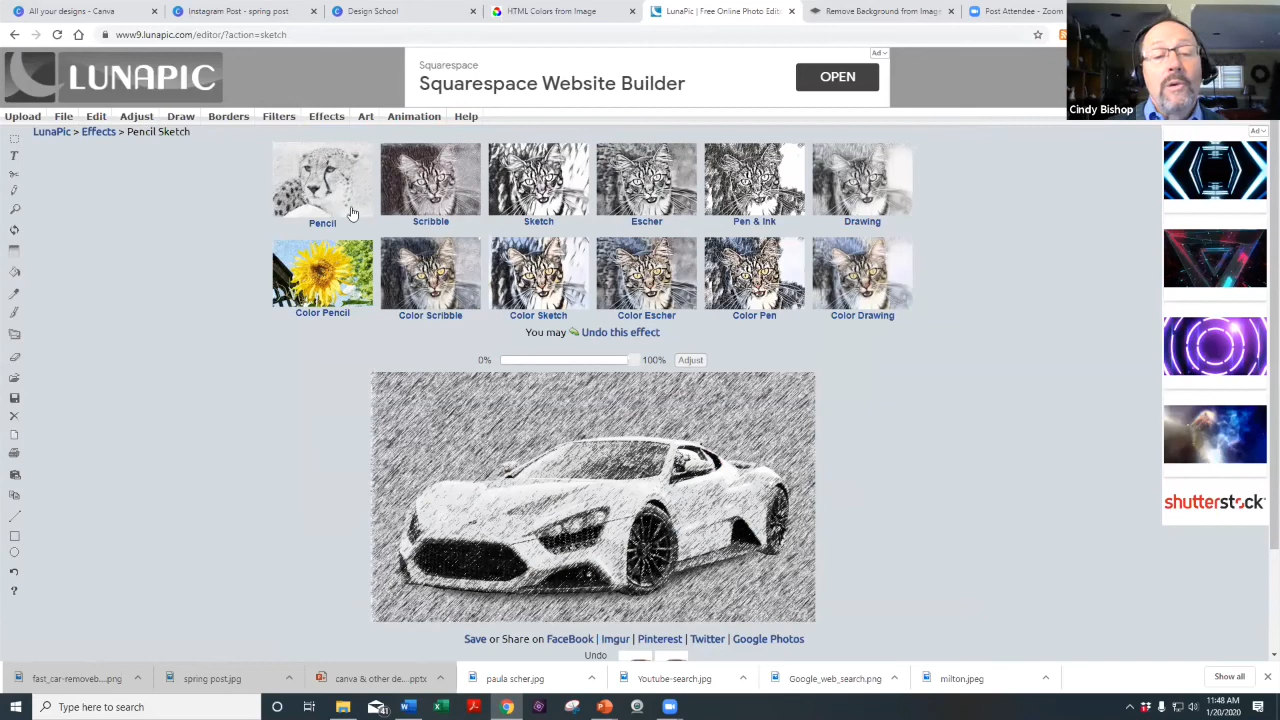 All your designs - Canva
Instagram Post - spring post
Design School
HTML Colors from Image
LunaPic | Free Online Photo Edit
Remove Background from Image
Post Attendee - Zoom
www9.lunapic.com/editor/?action=sketch
LUNAPIC
Squarespace
Squarespace Website Builder
OPEN
Ad
Cindy Bishop
Upload File Edit Adjust Draw Borders Filters Effects Art Animation Help
LunaPic > Effects > Pencil Sketch
Ad
Pencil Scribble Sketch Escher Pen & Ink Drawing
Color Pencil Color Scribble Color Sketch Color Escher Color Pen Color Drawing
You may Undo this effect
0% 100% Adjust
shutterstock
Save or Share on FaceBook | Imgur | Pinterest | Twitter | Google Photos
Undo
fast_car-removeb....png
spring post.jpg
canva & other de....pptx
paula scher.jpg
Youtube-search.jpg
Google_web_search.png
milton.jpeg
Show all
Type here to search
41
11:48 AM
1/20/2020